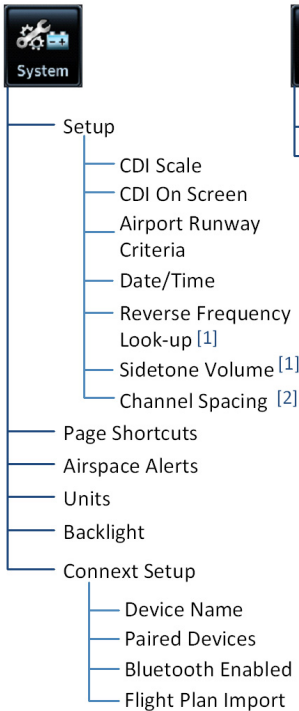 System
Setup
CDI Scale
CDI On Screen
Airport Runway
Criteria
Date/Time
Reverse Frequency
Look-up [1]
Sidetone Volume [1]
Channel Spacing [2]
Page Shortcuts
Airspace Alerts
Units
Backlight
Connext Setup
Device Name
Paired Devices
Bluetooth Enabled
Flight Plan Import